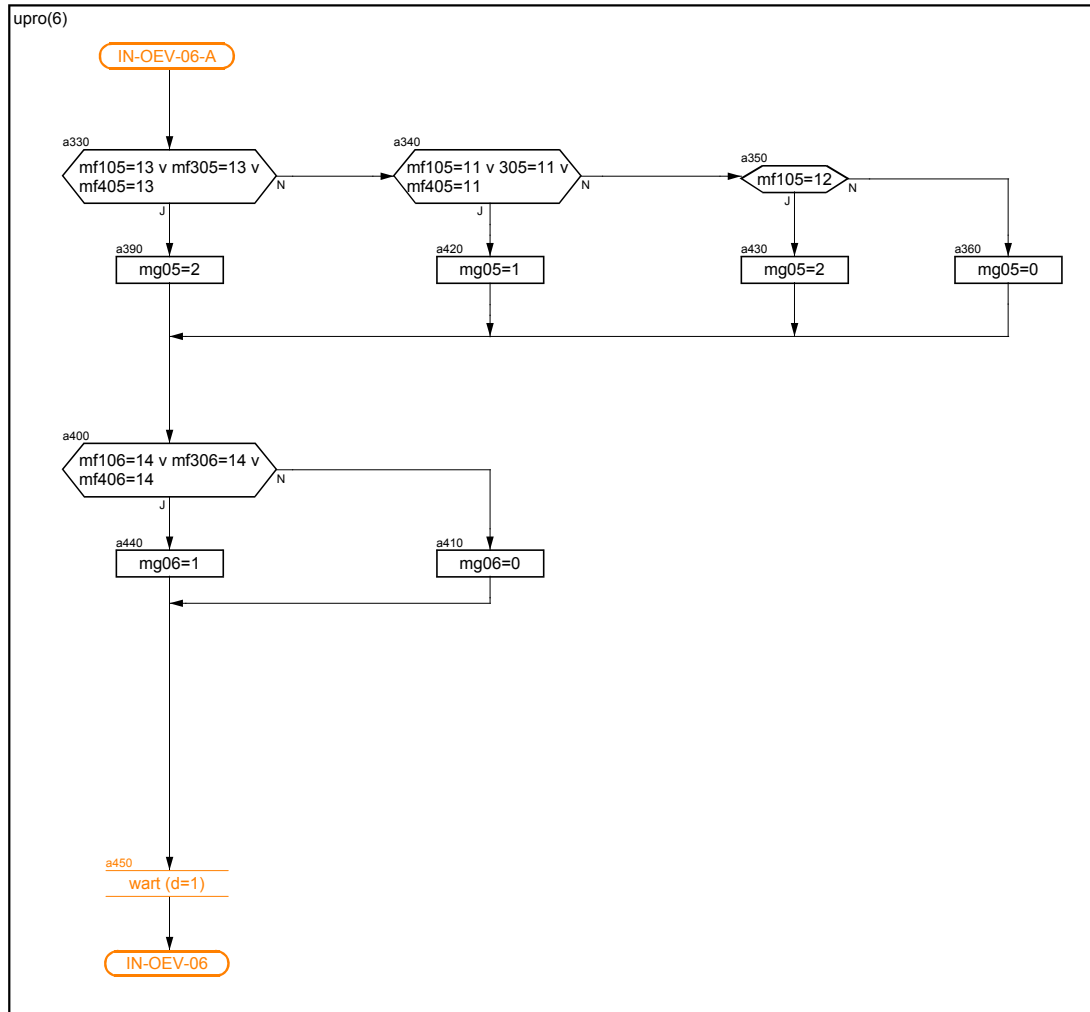 upro(6)
IN-OEV-06-A
a330
mf105=13 v mf305=13 v
mf405=13
N
J
a340
mf105=11 v 305=11 v
mf405=11
N
J
a350
mf105=12
N
J
a390
mg05=2
a420
mg05=1
a430
mg05=2
a360
mg05=0
a400
mf106=14 v mf306=14 v
mf406=14
N
J
a440
mg06=1
a410
mg06=0
a450
wart (d=1)
IN-OEV-06